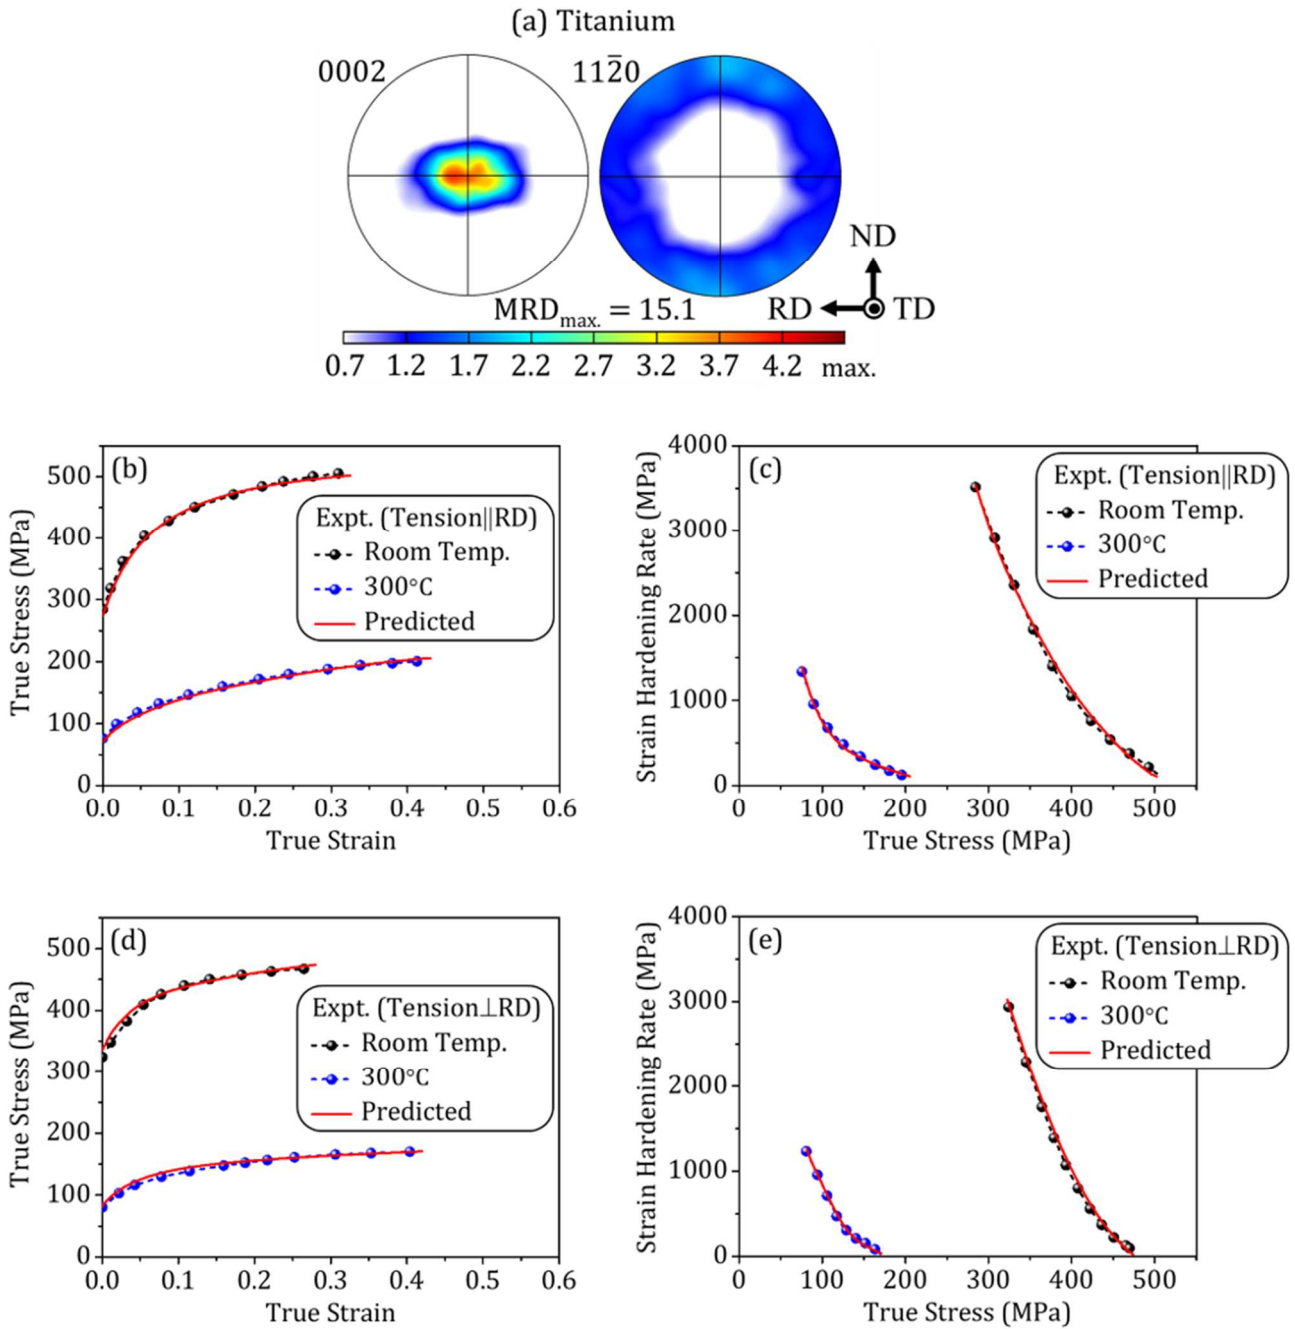 (a) Titanium
0002
112̄0
ND
MRDmax. = 15.1
RD
TD
0.7 1.2 1.7 2.2 2.7 3.2 3.7 4.2 max.
(b)
True Stress (MPa)
500
400
300
200
100
0
0.0 0.1 0.2 0.3 0.4 0.5 0.6
True Strain
Expt. (Tension||RD)
Room Temp.
300°C
Predicted
(c)
Strain Hardening Rate (MPa)
4000
3000
2000
1000
0
0 100 200 300 400 500
True Stress (MPa)
Expt. (Tension||RD)
Room Temp.
300°C
Predicted
(d)
True Stress (MPa)
500
400
300
200
100
0
0.0 0.1 0.2 0.3 0.4 0.5 0.6
True Strain
Expt. (Tension⊥RD)
Room Temp.
300°C
Predicted
(e)
Strain Hardening Rate (MPa)
4000
3000
2000
1000
0
0 100 200 300 400 500
True Stress (MPa)
Expt. (Tension⊥RD)
Room Temp.
300°C
Predicted